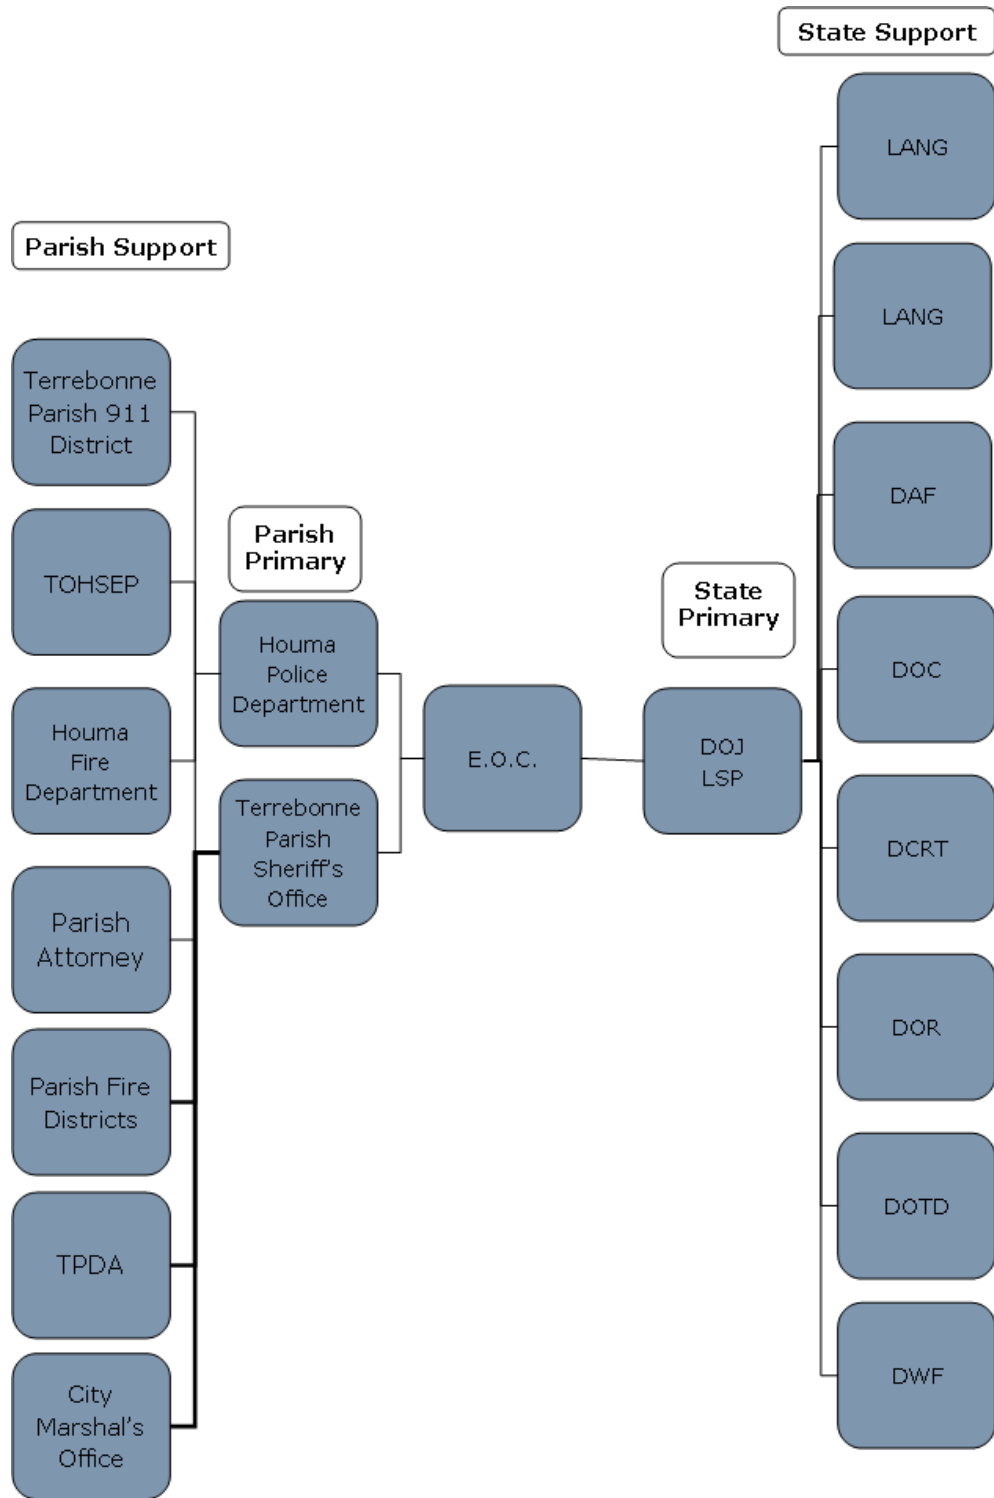 State Support
LANG
LANG
DAF
DOC
DCRT
DOR
DOTD
DWF
State
Primary
DOJ
LSP
E.O.C.
Parish
Primary
Houma
Police
Department
Terrebonne
Parish
Sheriff's
Office
Parish Support
Terrebonne
Parish 911
District
TOHSEP
Houma
Fire
Department
Parish
Attorney
Parish Fire
Districts
TPDA
City
Marshal's
Office